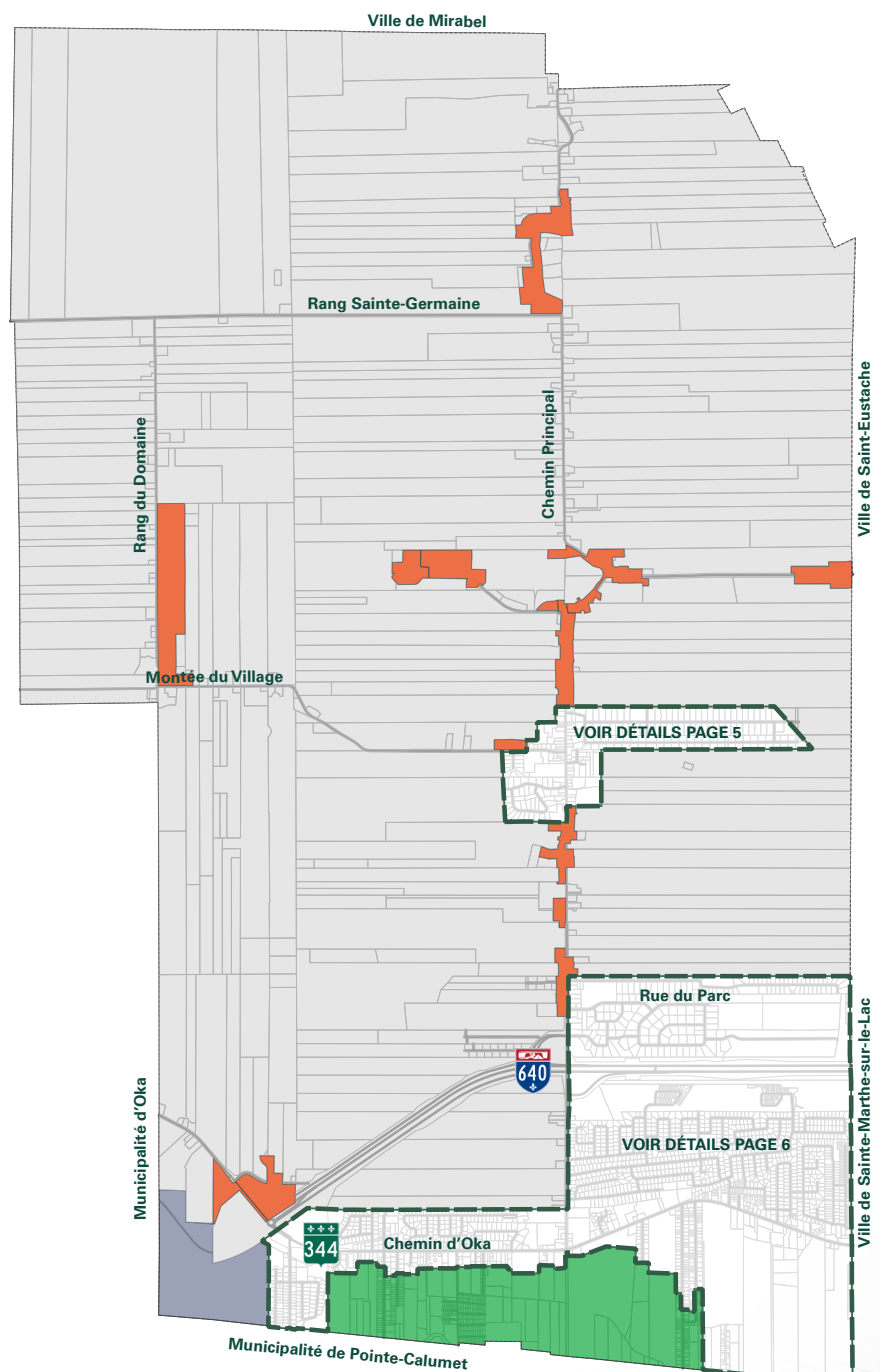 Ville de Mirabel
Rang Sainte-Germaine
Chemin Principal
Rang du Domaine
Ville de Saint-Eustache
Montée du Village
VOIR DÉTAILS PAGE 5
Rue du Parc
640
Municipalité d'Oka
VOIR DÉTAILS PAGE 6
Ville de Sainte-Marthe-sur-le-Lac
344
Chemin d'Oka
Municipalité de Pointe-Calumet